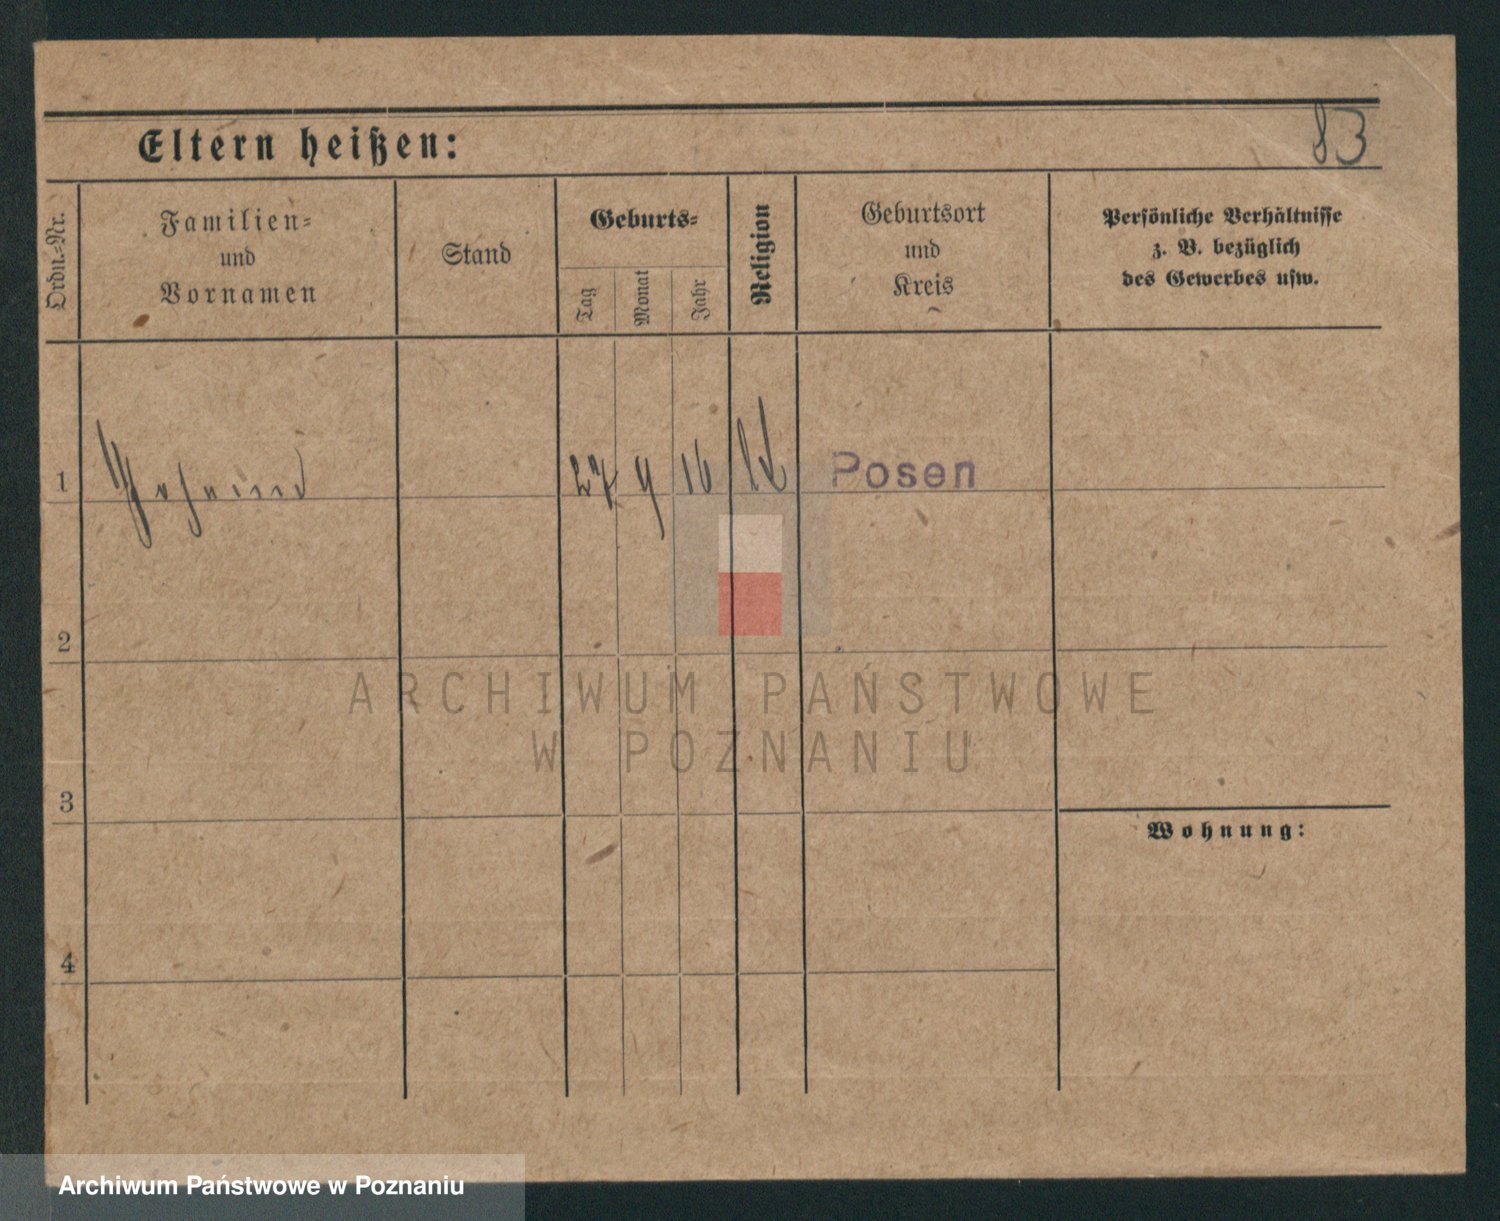 83
Eltern heißen:
Ordn.-Nr.
Familien-
und
Vornamen
Stand
Geburts-
Tag
Monat
Jahr
Religion
Geburtsort
und
Kreis
Persönliche Verhältnisse
z. B. bezüglich
des Gewerbes usw.
1
27 9 16
Posen
2
ARCHIWUM PAŃSTWOWE
W POZNANIU
3
Wohnung:
4
Archiwum Państwowe w Poznaniu